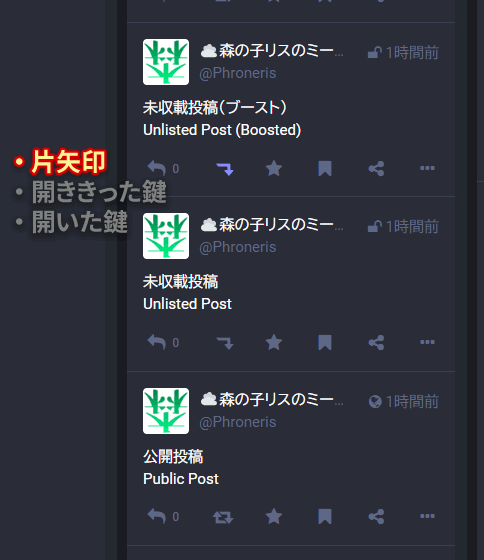 森の子リスのミー…
1時間前
@Phroneris
未収載投稿（ブースト）
Unlisted Post (Boosted)
0
・片矢印
・開ききった鍵
・開いた鍵
森の子リスのミー…
1時間前
@Phroneris
未収載投稿
Unlisted Post
0
森の子リスのミー…
1時間前
@Phroneris
公開投稿
Public Post
0